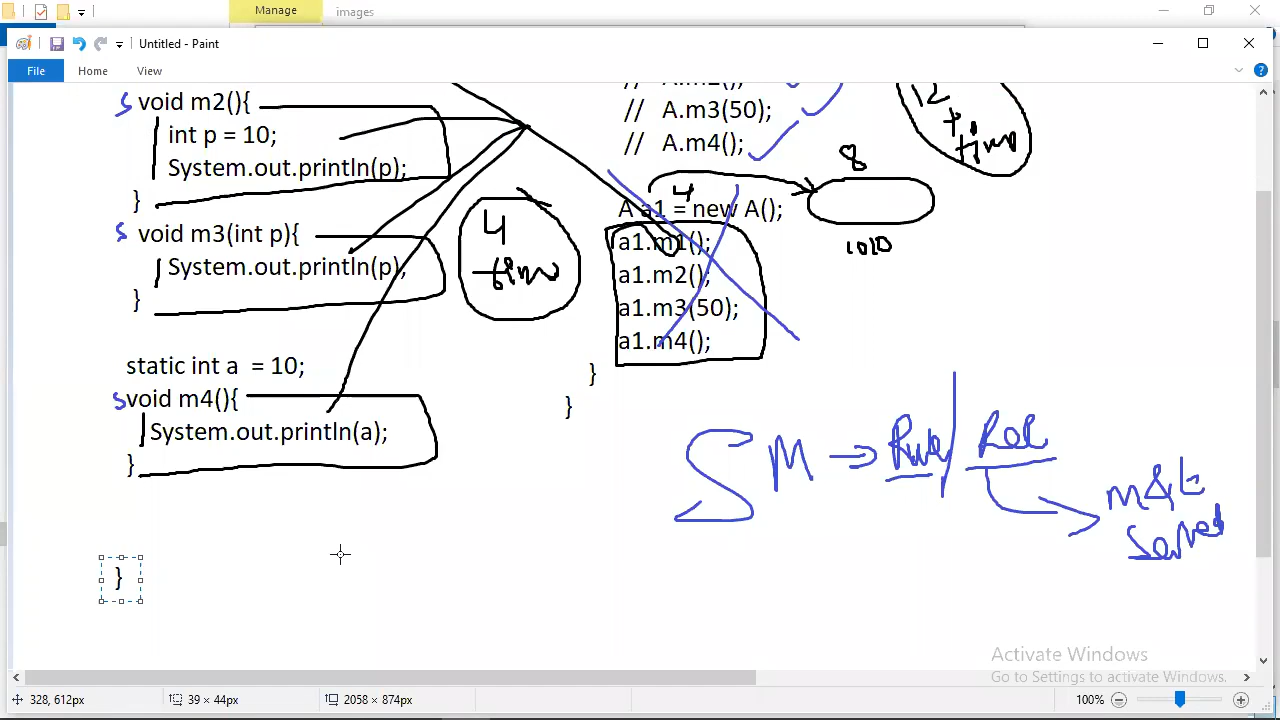 Manage
images
Untitled - Paint
File
Home
View
S void m2(){
int p = 10;
System.out.println(p);
}
S void m3(int p){
System.out.println(p);
}
static int a = 10;
S void m4(){
System.out.println(a);
}
}
4
time
// A.m3(50);
// A.m4();
12
+
time
4
8
A a1 = new A();
1010
a1.m1();
a1.m2();
a1.m3(50);
a1.m4();
}
}
SM → Rule /
m & t
saved
Activate Windows
Go to Settings to activate Windows.
328, 612px
39 × 44px
2058 × 874px
100%